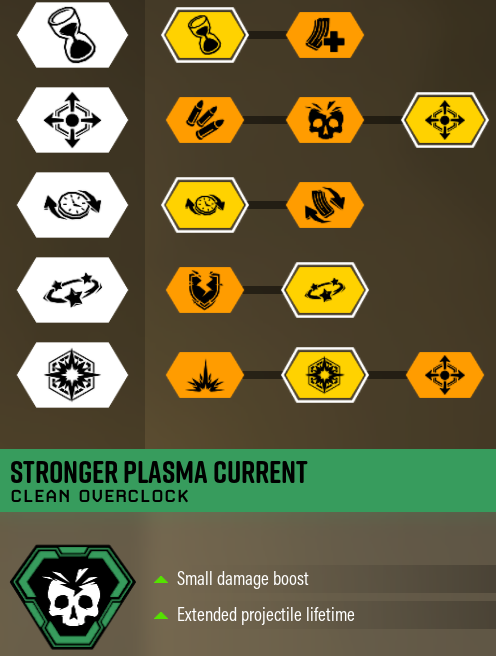 STRONGER PLASMA CURRENT
CLEAN OVERCLOCK
Small damage boost
Extended projectile lifetime